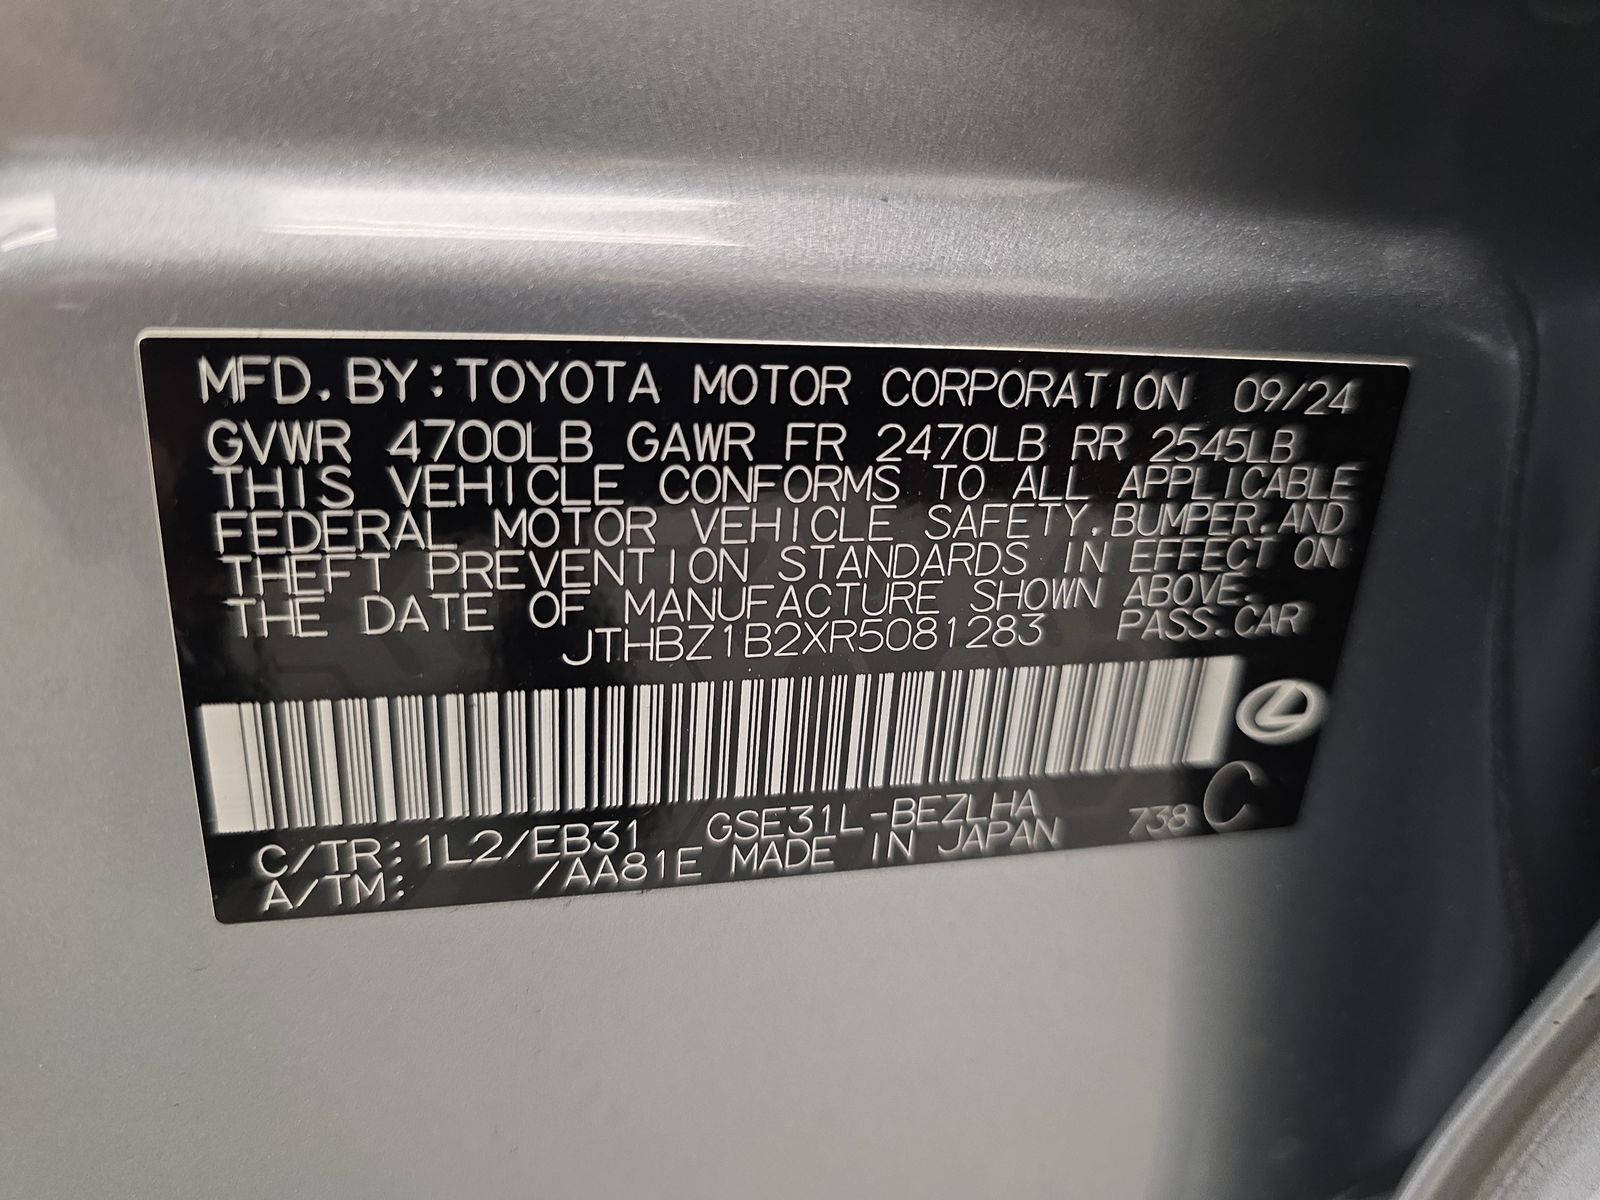 MFD. BY: TOYOTA MOTOR CORPORATION 09/24
GVWR 4700LB GAWR FR 2470LB RR 2545LB
THIS VEHICLE CONFORMS TO ALL APPLICABLE
FEDERAL MOTOR VEHICLE SAFETY, BUMPER, AND
THEFT PREVENTION STANDARDS IN EFFECT ON
THE DATE OF MANUFACTURE SHOWN ABOVE.
JTHBZ1B2XR5081283 PASS. CAR
C/TR: 1L2/EB31 GSE31L-BEZLHA 738 C
A/TM: /AA81E MADE IN JAPAN